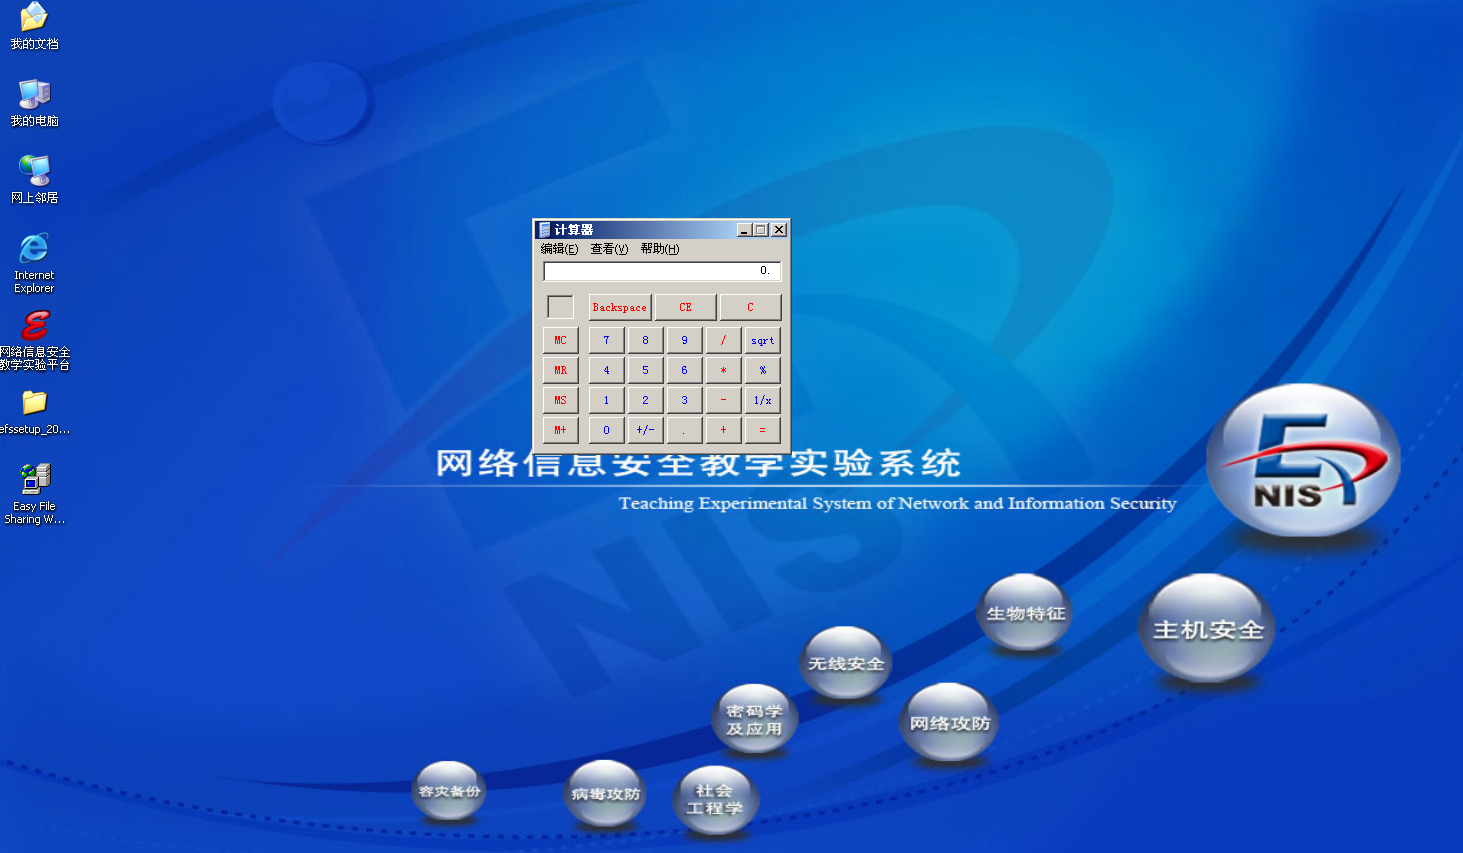 我的文档
我的电脑
网上邻居
Internet
Explorer
网络信息安全
教学实验平台
efssetup_20...
Easy File
Sharing W...
计算器
编辑(E) 查看(V) 帮助(H)
0.
Backspace CE C
MC 7 8 9 / sqrt
MR 4 5 6 * %
MS 1 2 3 - 1/x
M+ 0 +/- . + =
网络信息安全教学实验系统
Teaching Experimental System of Network and Information Security
NIS
生物特征
主机安全
无线安全
密码学
及应用
网络攻防
容灾备份
病毒攻防
社会
工程学